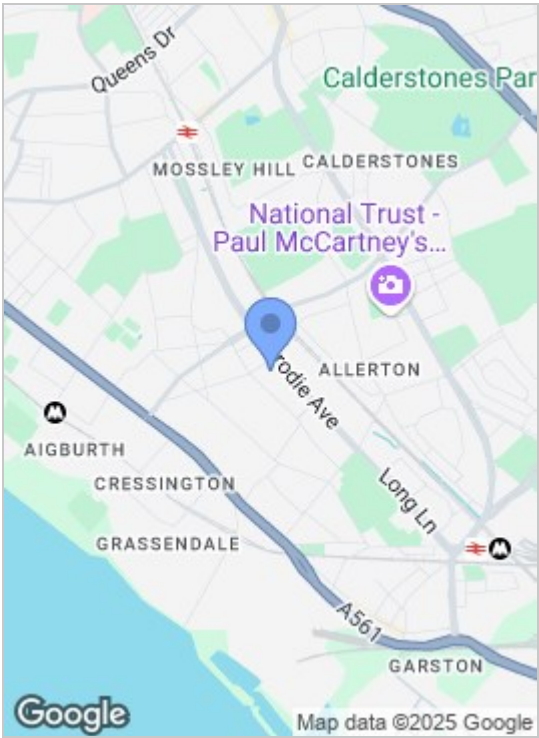 Queens Dr
Calderstones Par
MOSSLEY HILL
CALDERSTONES
National Trust -
Paul McCartney's...
rodie Ave
ALLERTON
AIGBURTH
CRESSINGTON
Long Ln
GRASSENDALE
A561
GARSTON
Google
Map data ©2025 Google